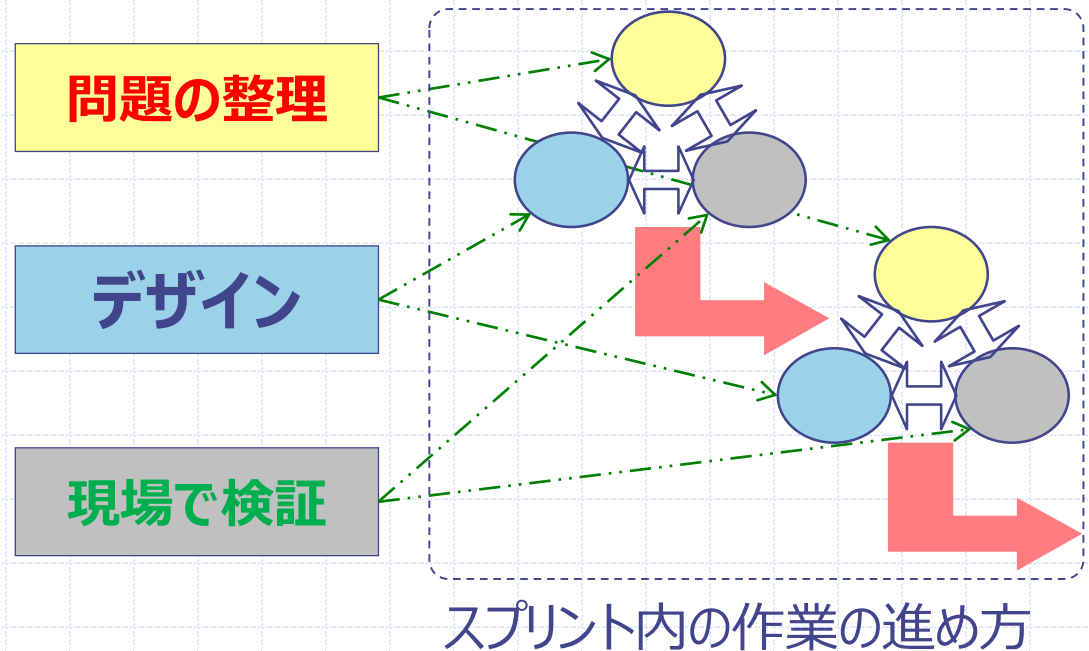 問題の整理
デザイン
現場で検証
スプリント内の作業の進め方